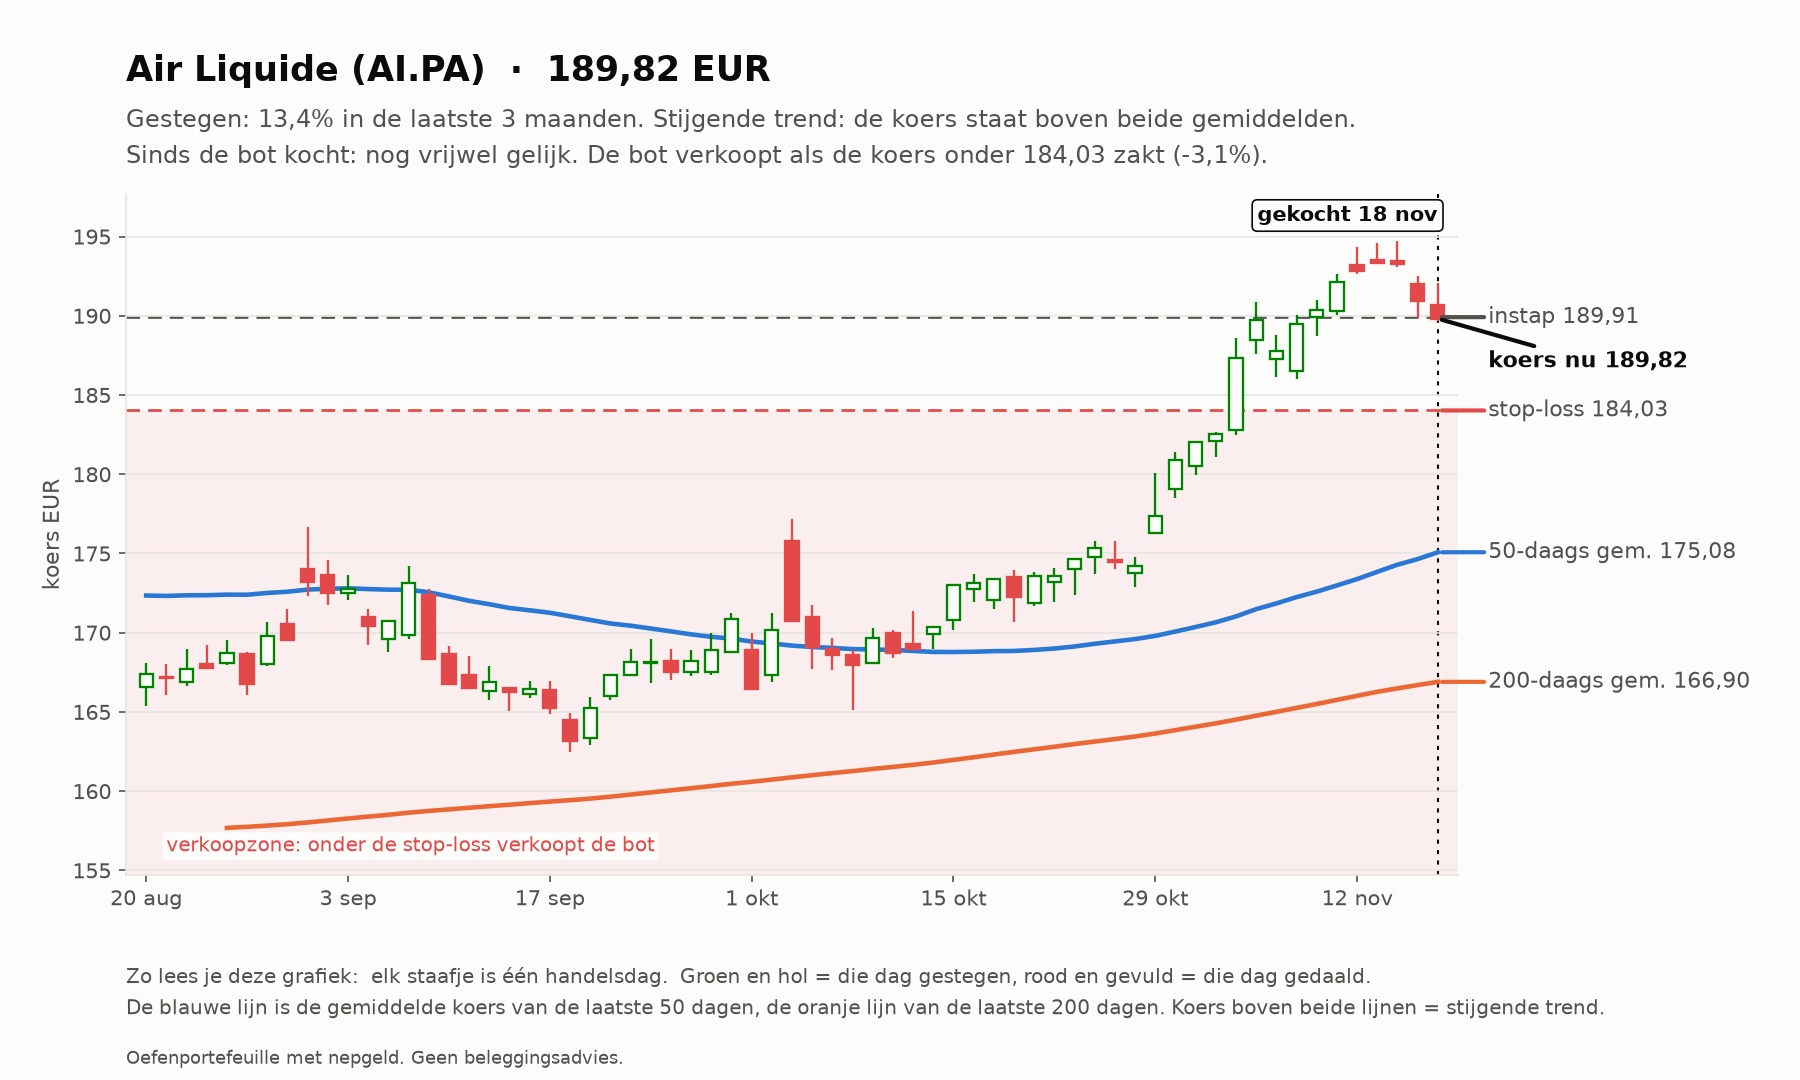 Air Liquide (AI.PA)  ·  189,82 EUR
Gestegen: 13,4% in de laatste 3 maanden. Stijgende trend: de koers staat boven beide gemiddelden.
Sinds de bot kocht: nog vrijwel gelijk. De bot verkoopt als de koers onder 184,03 zakt (-3,1%).
gekocht 18 nov
195
190
185
180
175
170
165
160
155
koers EUR
instap 189,91
koers nu 189,82
stop-loss 184,03
50-daags gem. 175,08
200-daags gem. 166,90
verkoopzone: onder de stop-loss verkoopt de bot
20 aug
3 sep
17 sep
1 okt
15 okt
29 okt
12 nov
Zo lees je deze grafiek:  elk staafje is één handelsdag.  Groen en hol = die dag gestegen, rood en gevuld = die dag gedaald.
De blauwe lijn is de gemiddelde koers van de laatste 50 dagen, de oranje lijn van de laatste 200 dagen. Koers boven beide lijnen = stijgende trend.
Oefenportefeuille met nepgeld. Geen beleggingsadvies.